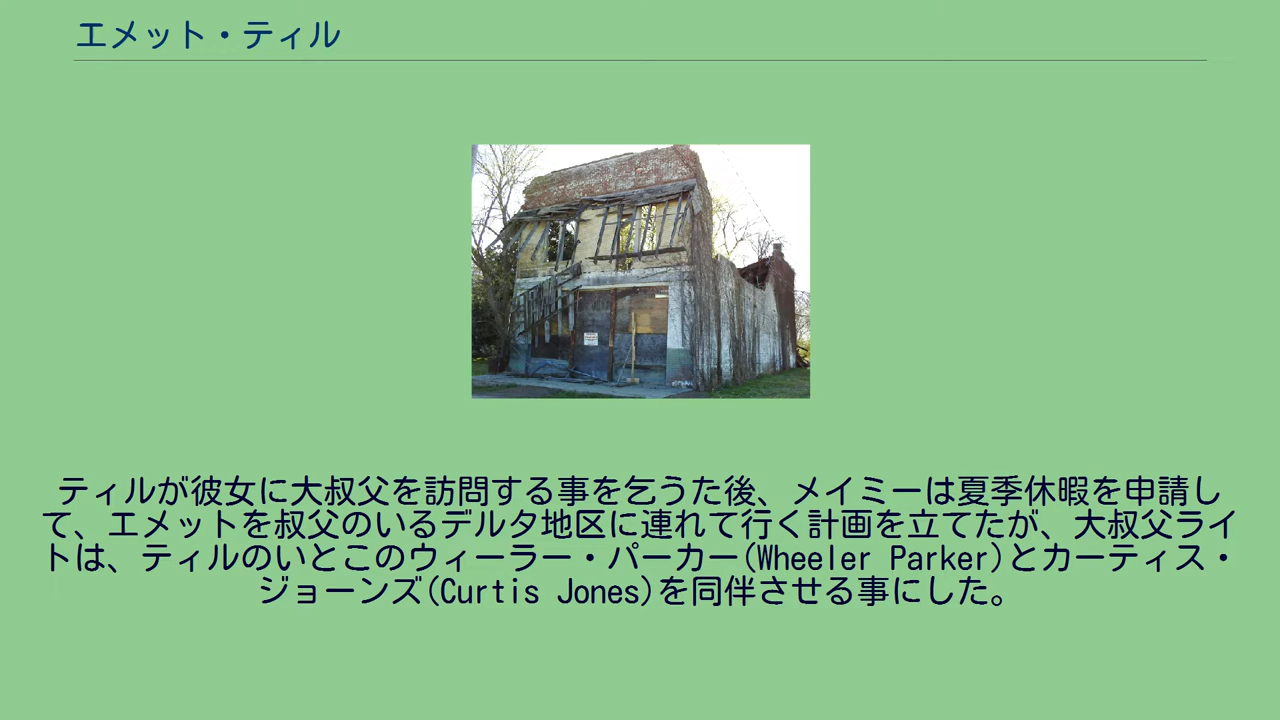 エメット・ティル
ティルが彼女に大叔父を訪問する事を乞うた後、メイミーは夏季休暇を申請し
て、エメットを叔父のいるデルタ地区に連れて行く計画を立てたが、大叔父ライ
トは、ティルのいとこのウィーラー・パーカー(Wheeler Parker)とカーティス・
ジョーンズ(Curtis Jones)を同伴させる事にした。